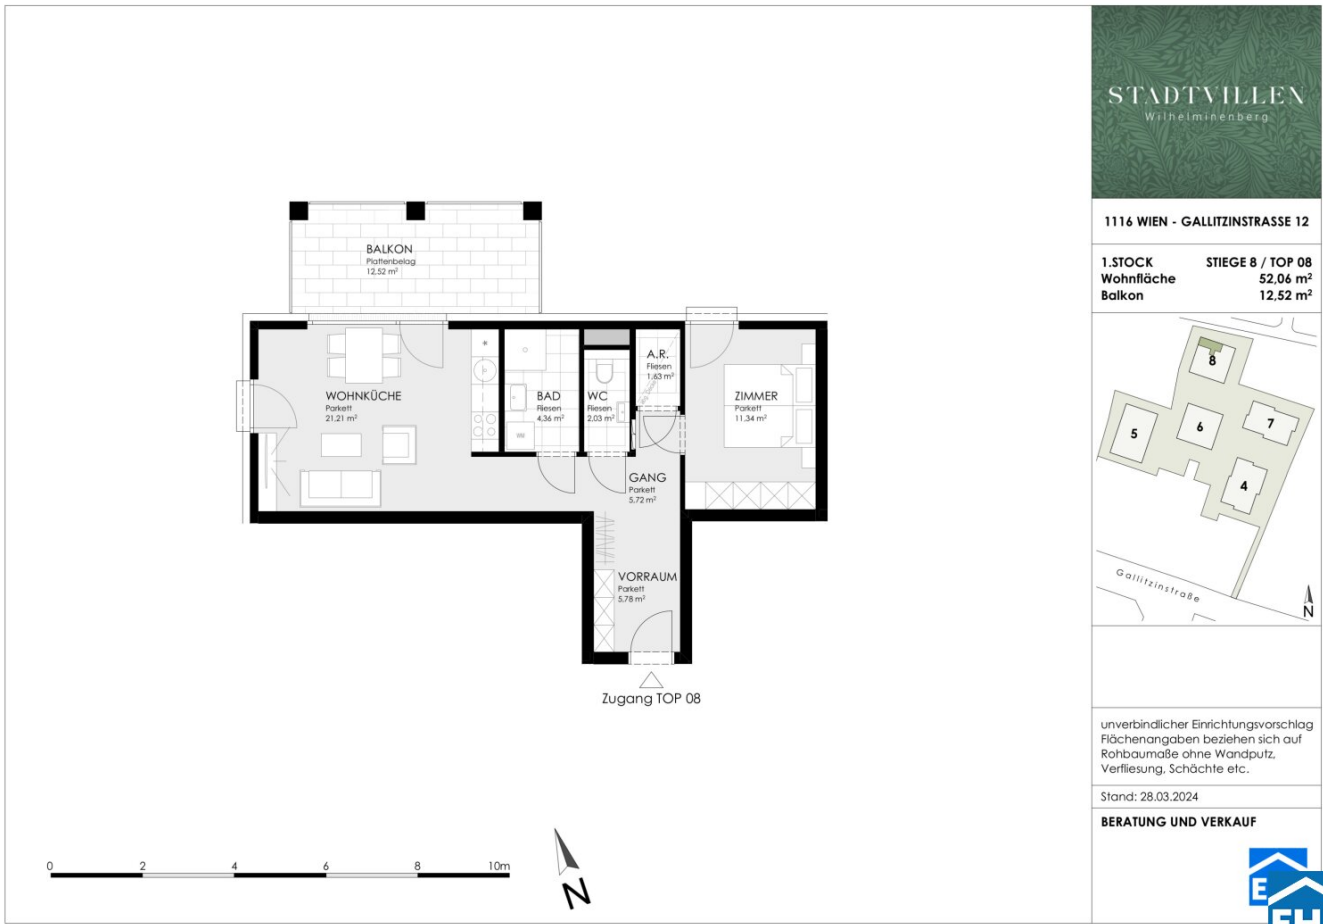 BALKON
Plattenbelag
12,52 m²
WOHNKÜCHE
Parkett
21,21 m²
BAD
Fliesen
4,36 m²
WC
Fliesen
2,03 m²
A.R.
Fliesen
1,63 m²
ZIMMER
Parkett
11,34 m²
GANG
Parkett
5,72 m²
VORRAUM
Parkett
5,78 m²
Zugang TOP 08
0 2 4 6 8 10m
N
STADTVILLEN
Wilhelminenberg
1116 WIEN - GALLITZINSTRASSE 12
1.STOCK STIEGE 8 / TOP 08
Wohnfläche 52,06 m²
Balkon 12,52 m²
8
7
6
5
4
Gallitzinstraße
N
unverbindlicher Einrichtungsvorschlag
Flächenangaben beziehen sich auf
Rohbaumaße ohne Wandputz,
Verfliesung, Schächte etc.
Stand: 28.03.2024
BERATUNG UND VERKAUF